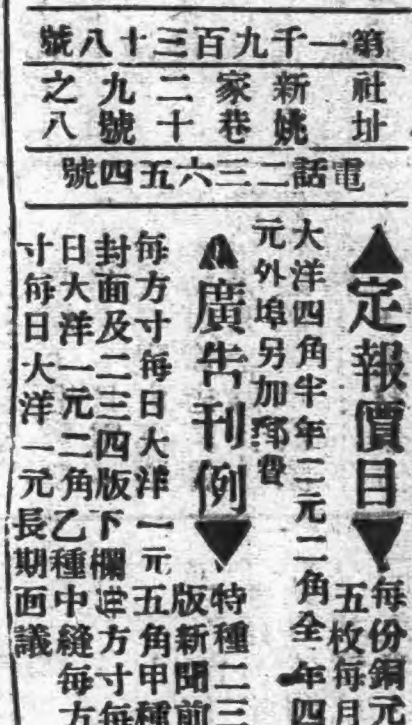 第一千九百三十八號
社址
新姚
家巷
二十
九號
之八
電話二三六五四號
▲定報價目▼
每份銅元
五枚每月
大洋四角半年二元二角全年四
元外埠另加郵費
▲廣告刊例▼
特種二三
版新聞前
每方寸每日大洋一元五角甲種
封面及二三四版下欄方寸每
日大洋一元二角乙種中縫每方
寸每日大洋一元長期面議